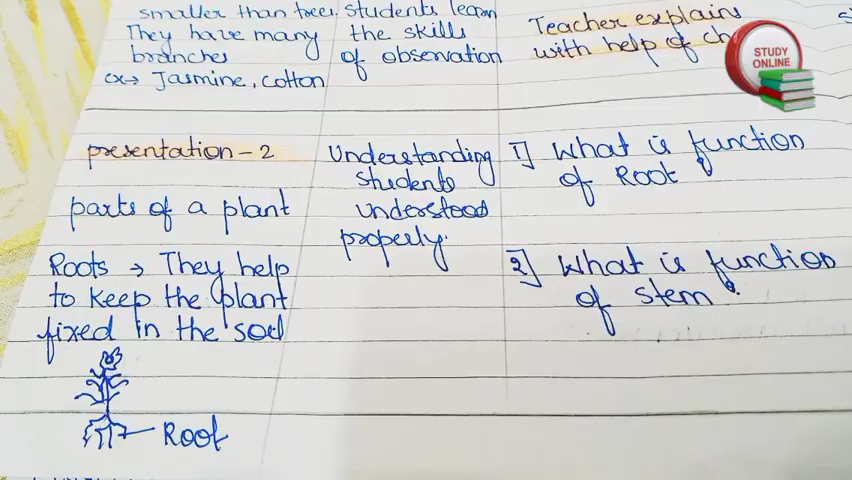 smaller than trees.
They have many
branches
ex→ Jasmine, cotton
Students learn
the skills
of observation
Teacher explains
with help of
STUDY
ONLINE
presentation - 2
parts of a plant
Roots → They help
to keep the plant
fixed in the soil
Root
Understanding
students
understood
properly.
1] What is function
of Root ?
2] What is function
of stem ?